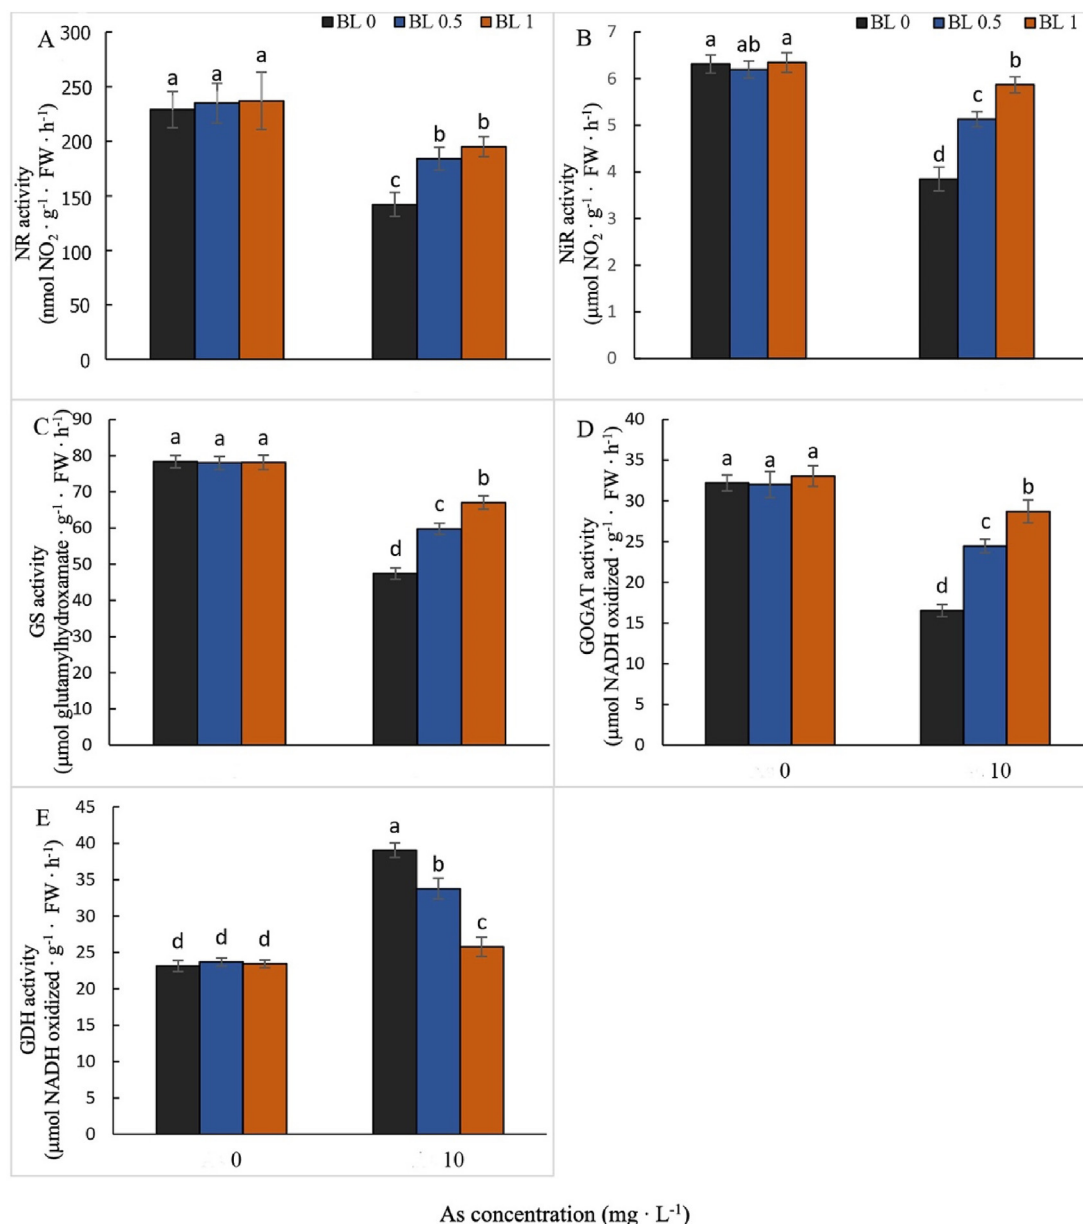 A
BL 0 BL 0.5 BL 1
NR activity
(nmol NO₂ · g⁻¹ · FW · h⁻¹)
300
250
200
150
100
50
0
a a a
c b b
B
BL 0 BL 0.5 BL 1
NiR activity
(μmol NO₂ · g⁻¹ · FW · h⁻¹)
7
6
5
4
3
2
1
0
a ab a
d c b
C
GS activity
(μmol glutamylhydroxamate · g⁻¹ · FW · h⁻¹)
90
80
70
60
50
40
30
20
10
0
a a a
d c b
D
GOGAT activity
(μmol NADH oxidized · g⁻¹ · FW · h⁻¹)
40
35
30
25
20
15
10
5
0
a a a
d c b
0 10
E
GDH activity
(μmol NADH oxidized · g⁻¹ · FW · h⁻¹)
45
40
35
30
25
20
15
10
5
0
d d d
a b c
0 10
As concentration (mg · L⁻¹)